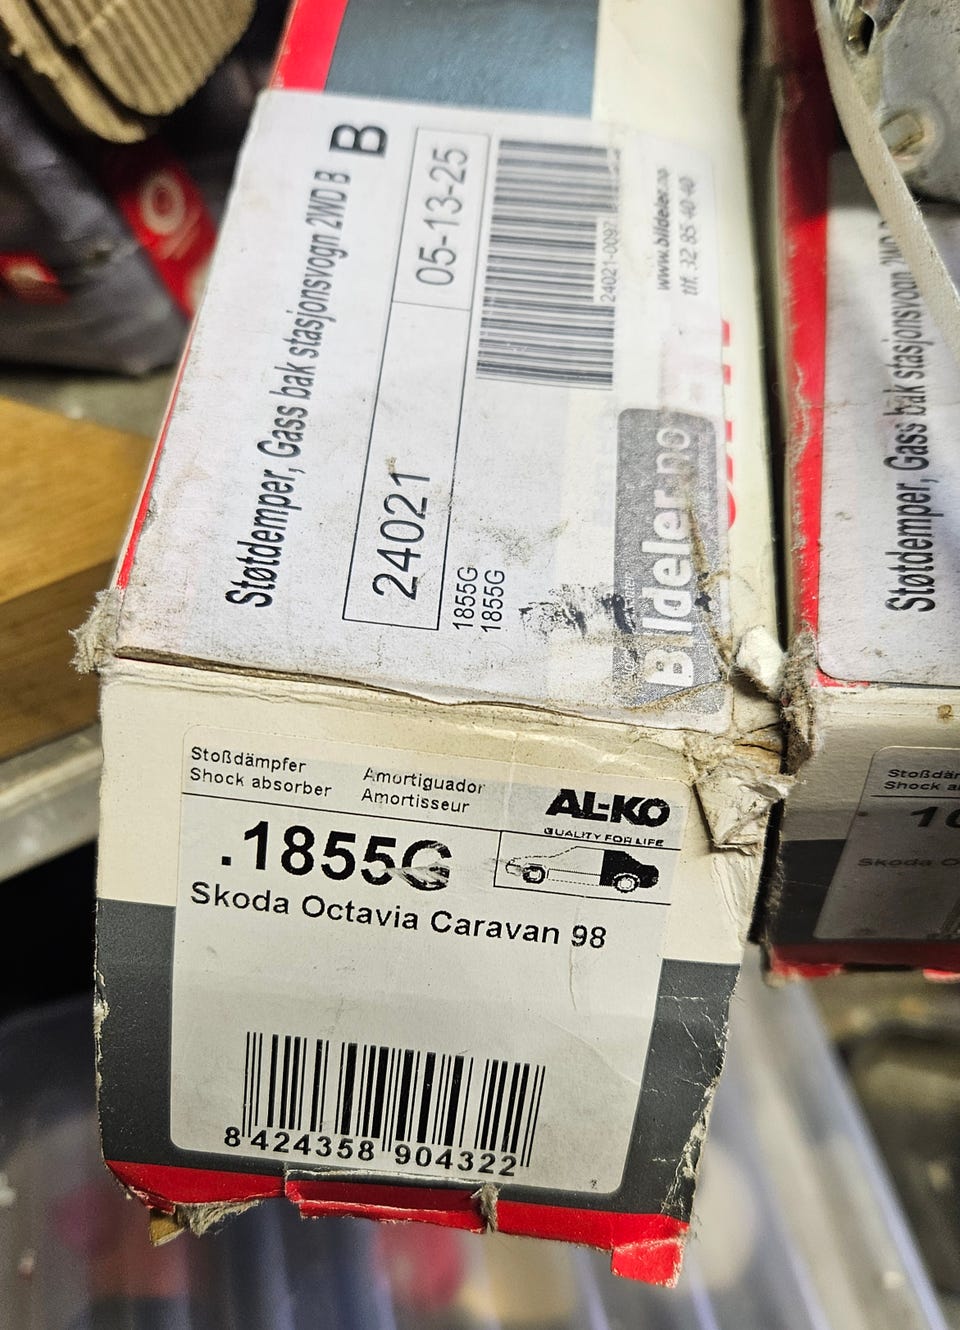 Støtdemper, Gass bak stasjonsvogn 2WD B
B
24021
05-13-25
1855G
1855G
24021-0097
www.bildeler.no
tlf. 32 85 40 40
Bildeler.no
Stoßdämpfer
Shock absorber
Amortiguador
Amortisseur
AL-KO
QUALITY FOR LIFE
.1855G
Skoda Octavia Caravan 98
8 424358 904322
Støtdemper, Gass bak stasjonsvogn 2WD
Stoßdäm
Shock a
Skoda O